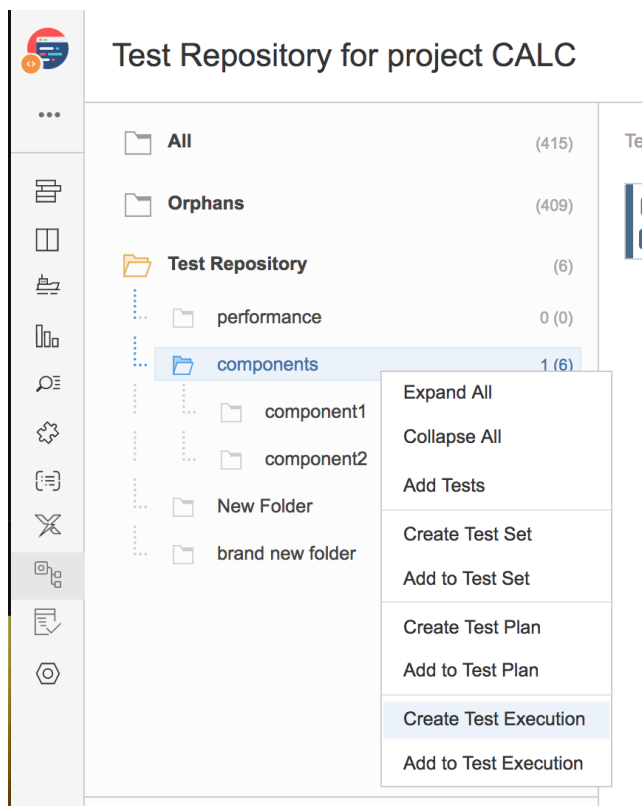 Test Repository for project CALC
All (415)
Te
Orphans (409)
Test Repository (6)
performance 0 (0)
components 1 (6)
Expand All
component1
Collapse All
component2
Add Tests
New Folder
Create Test Set
brand new folder
Add to Test Set
Create Test Plan
Add to Test Plan
Create Test Execution
Add to Test Execution